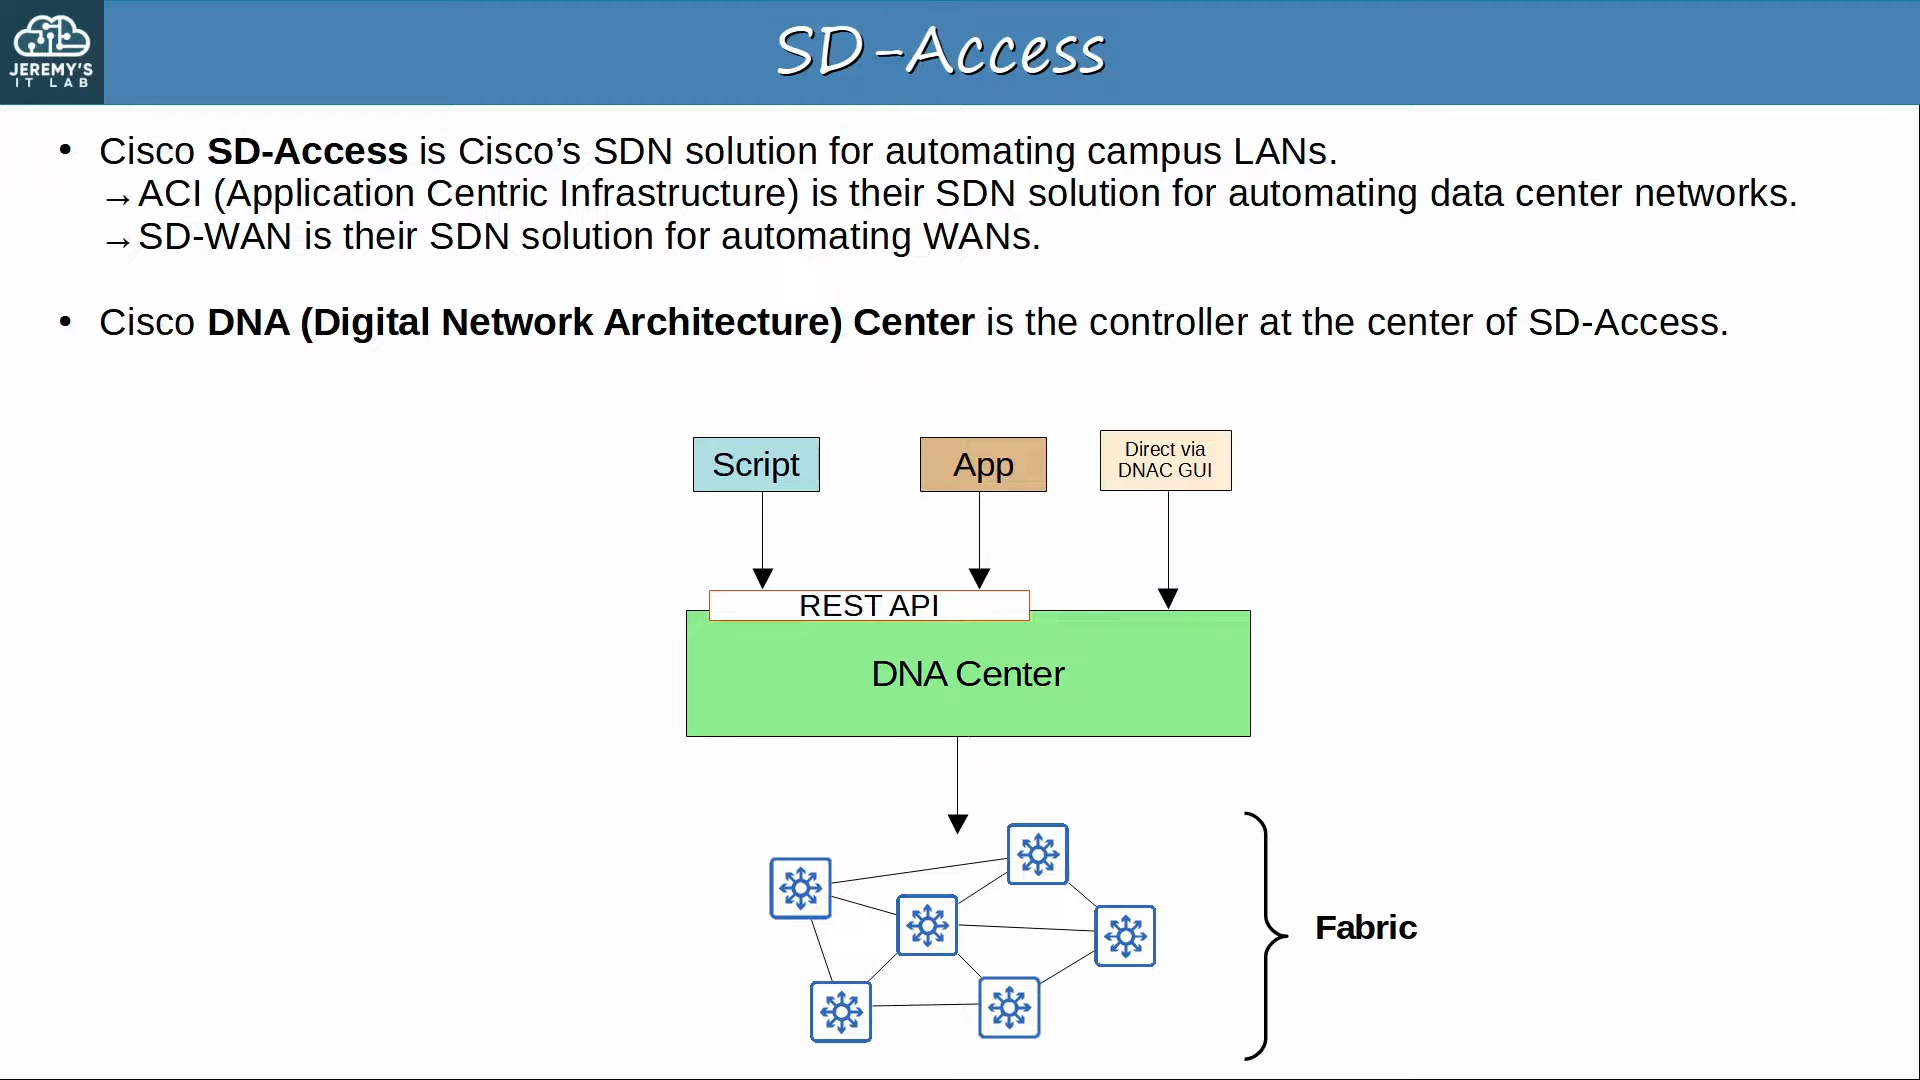 JEREMY'S
IT LAB
SD-Access
• Cisco SD-Access is Cisco’s SDN solution for automating campus LANs.
→ACI (Application Centric Infrastructure) is their SDN solution for automating data center networks.
→SD-WAN is their SDN solution for automating WANs.
• Cisco DNA (Digital Network Architecture) Center is the controller at the center of SD-Access.
Script
App
Direct via
DNAC GUI
REST API
DNA Center
Fabric